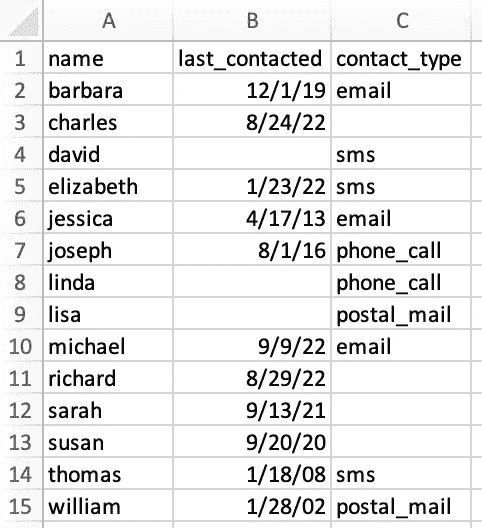 A B C
1 name last_contacted contact_type
2 barbara 12/1/19 email
3 charles 8/24/22
4 david sms
5 elizabeth 1/23/22 sms
6 jessica 4/17/13 email
7 joseph 8/1/16 phone_call
8 linda phone_call
9 lisa postal_mail
10 michael 9/9/22 email
11 richard 8/29/22
12 sarah 9/13/21
13 susan 9/20/20
14 thomas 1/18/08 sms
15 william 1/28/02 postal_mail